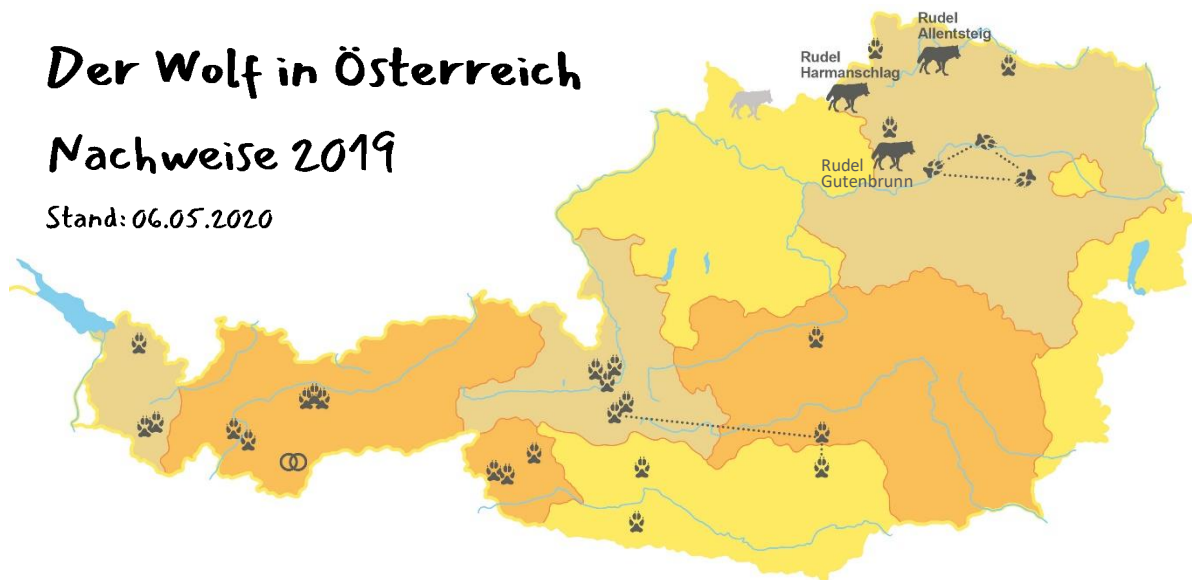 Der Wolf in Österreich
Nachweise 2019
Stand: 06.05.2020
Rudel
Allentsteig
Rudel
Harmanschlag
Rudel
Gutenbrunn